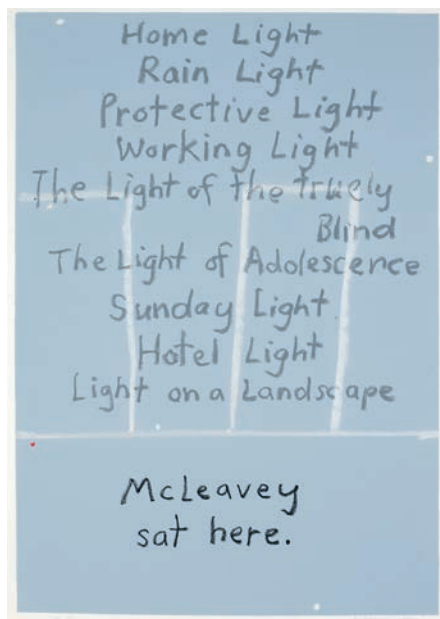 Home Light
Rain Light
Protective Light
Working Light
The Light of the truely
Blind
The Light of Adolescence
Sunday Light
Hotel Light
Light on a Landscape
McLeavey
sat here.